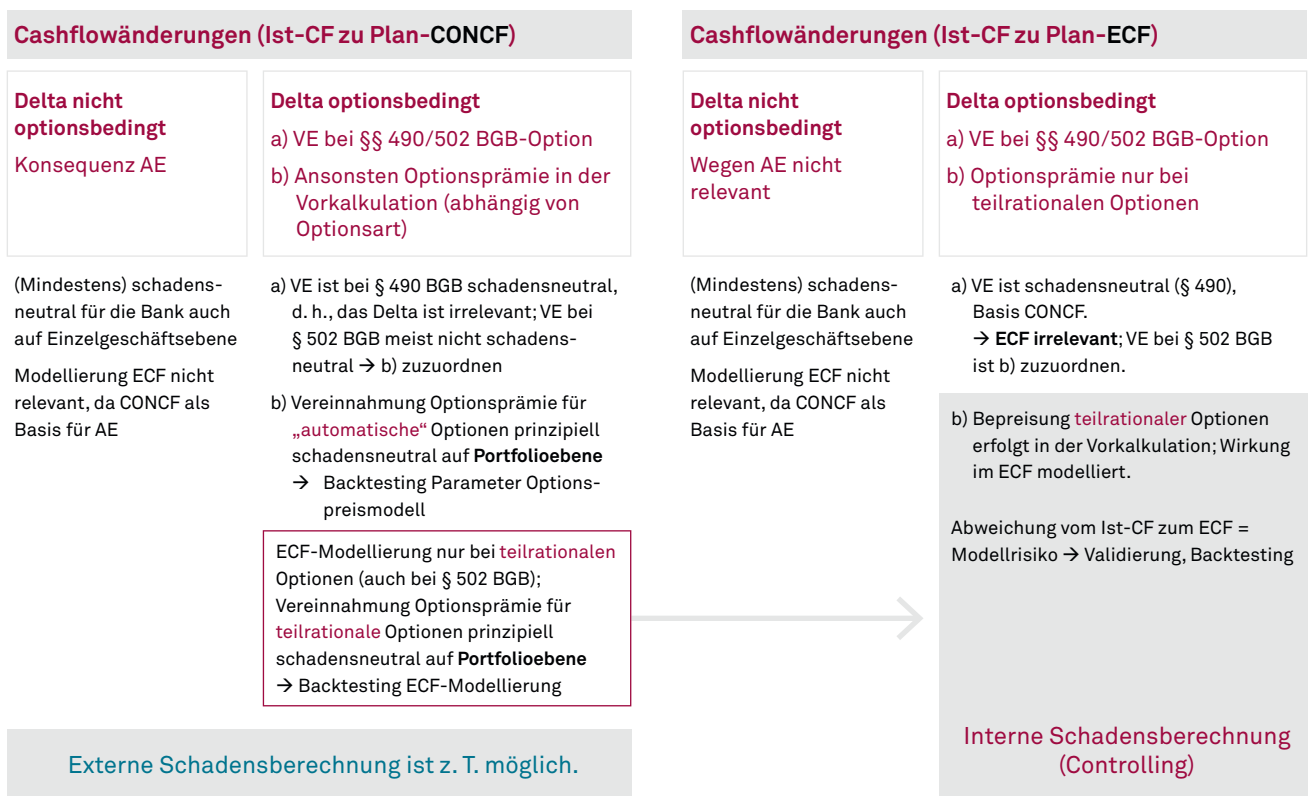 Cashflowänderungen (Ist-CF zu Plan-CONCF)
Delta nicht
optionsbedingt
Konsequenz AE
Delta optionsbedingt
a) VE bei §§ 490/502 BGB-Option
b) Ansonsten Optionsprämie in der
Vorkalkulation (abhängig von
Optionsart)
(Mindestens) schadens-
neutral für die Bank auch
auf Einzelgeschäftsebene
Modellierung ECF nicht
relevant, da CONCF als
Basis für AE
a) VE ist bei § 490 BGB schadensneutral,
d. h., das Delta ist irrelevant; VE bei
§ 502 BGB meist nicht schadens-
neutral → b) zuzuordnen
b) Vereinnahmung Optionsprämie für
„automatische“ Optionen prinzipiell
schadensneutral auf Portfolioebene
→ Backtesting Parameter Options-
preismodell
ECF-Modellierung nur bei teilrationalen
Optionen (auch bei § 502 BGB);
Vereinnahmung Optionsprämie für
teilrationale Optionen prinzipiell
schadensneutral auf Portfolioebene
→ Backtesting ECF-Modellierung
Externe Schadensberechnung ist z. T. möglich.
Cashflowänderungen (Ist-CF zu Plan-ECF)
Delta nicht
optionsbedingt
Wegen AE nicht
relevant
Delta optionsbedingt
a) VE bei §§ 490/502 BGB-Option
b) Optionsprämie nur bei
teilrationalen Optionen
(Mindestens) schadens-
neutral für die Bank auch
auf Einzelgeschäftsebene
Modellierung ECF nicht
relevant, da CONCF als
Basis für AE
a) VE ist schadensneutral (§ 490),
Basis CONCF.
→ ECF irrelevant; VE bei § 502 BGB
ist b) zuzuordnen.
b) Bepreisung teilrationaler Optionen
erfolgt in der Vorkalkulation; Wirkung
im ECF modelliert.
Abweichung vom Ist-CF zum ECF =
Modellrisiko → Validierung, Backtesting
Interne Schadensberechnung
(Controlling)